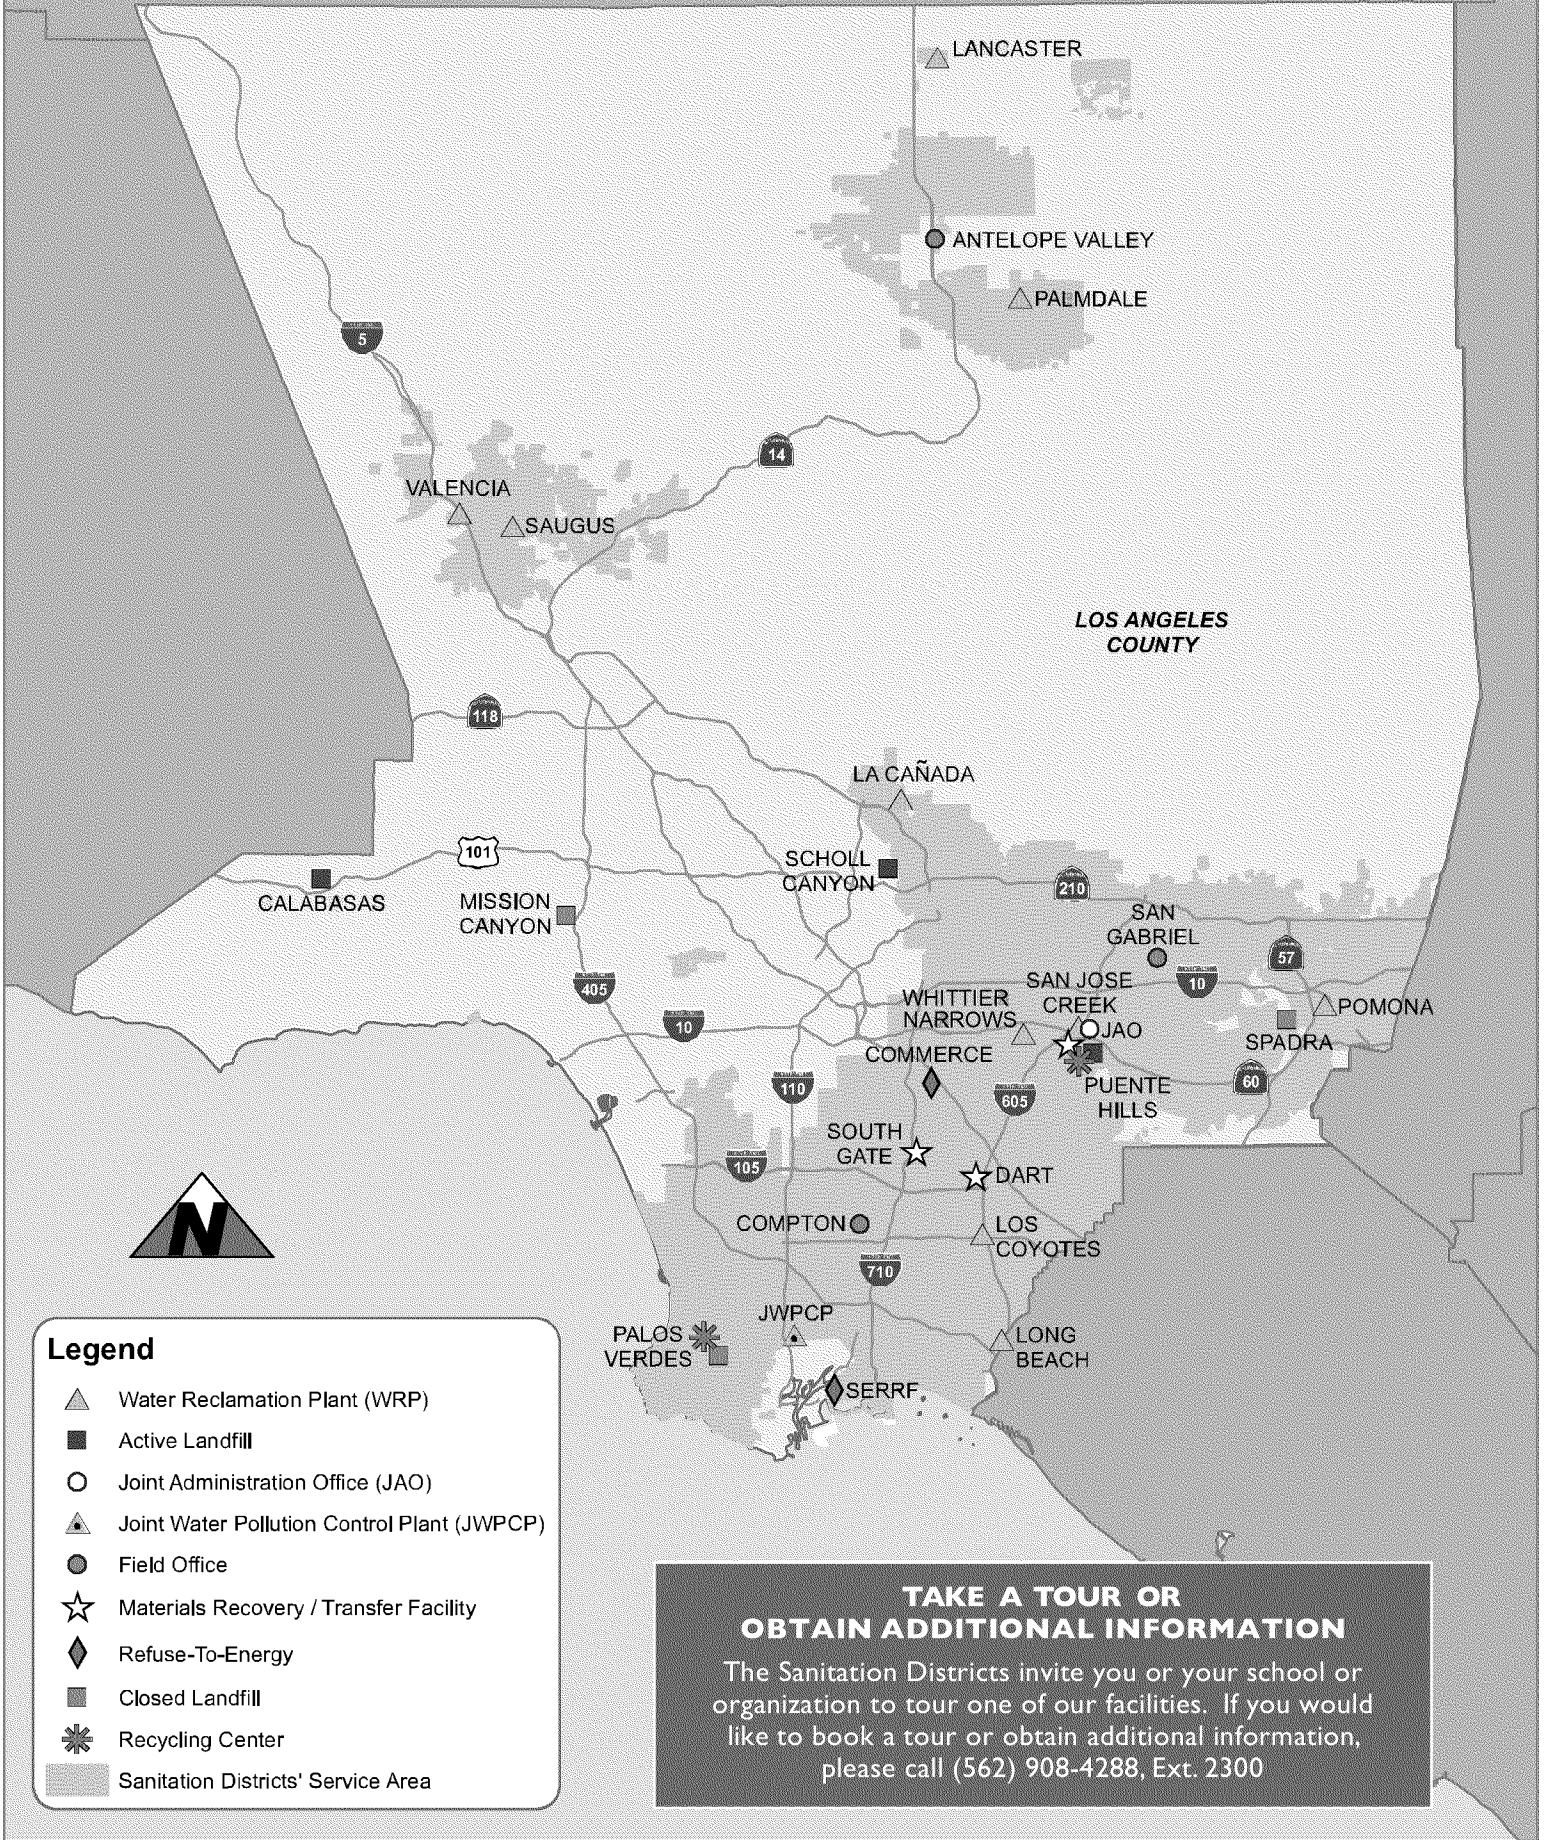 LANCASTER
ANTELOPE VALLEY
PALMDALE
5
14
VALENCIA
SAUGUS
LOS ANGELES
COUNTY
118
LA CAÑADA
101
SCHOLL
CANYON
210
CALABASAS
MISSION
CANYON
SAN
GABRIEL
57
405
10
SAN JOSE
CREEK
10
WHITTIER
NARROWS
POMONA
JAO
SPADRA
COMMERCE
110
605
PUENTE
HILLS
60
SOUTH
GATE
105
DART
COMPTON
LOS
COYOTES
710
JWPCP
PALOS
VERDES
LONG
BEACH
SERRF
N
Legend
Water Reclamation Plant (WRP)
Active Landfill
Joint Administration Office (JAO)
Joint Water Pollution Control Plant (JWPCP)
Field Office
Materials Recovery / Transfer Facility
Refuse-To-Energy
Closed Landfill
Recycling Center
Sanitation Districts' Service Area
TAKE A TOUR OR
OBTAIN ADDITIONAL INFORMATION
The Sanitation Districts invite you or your school or
organization to tour one of our facilities. If you would
like to book a tour or obtain additional information,
please call (562) 908-4288, Ext. 2300